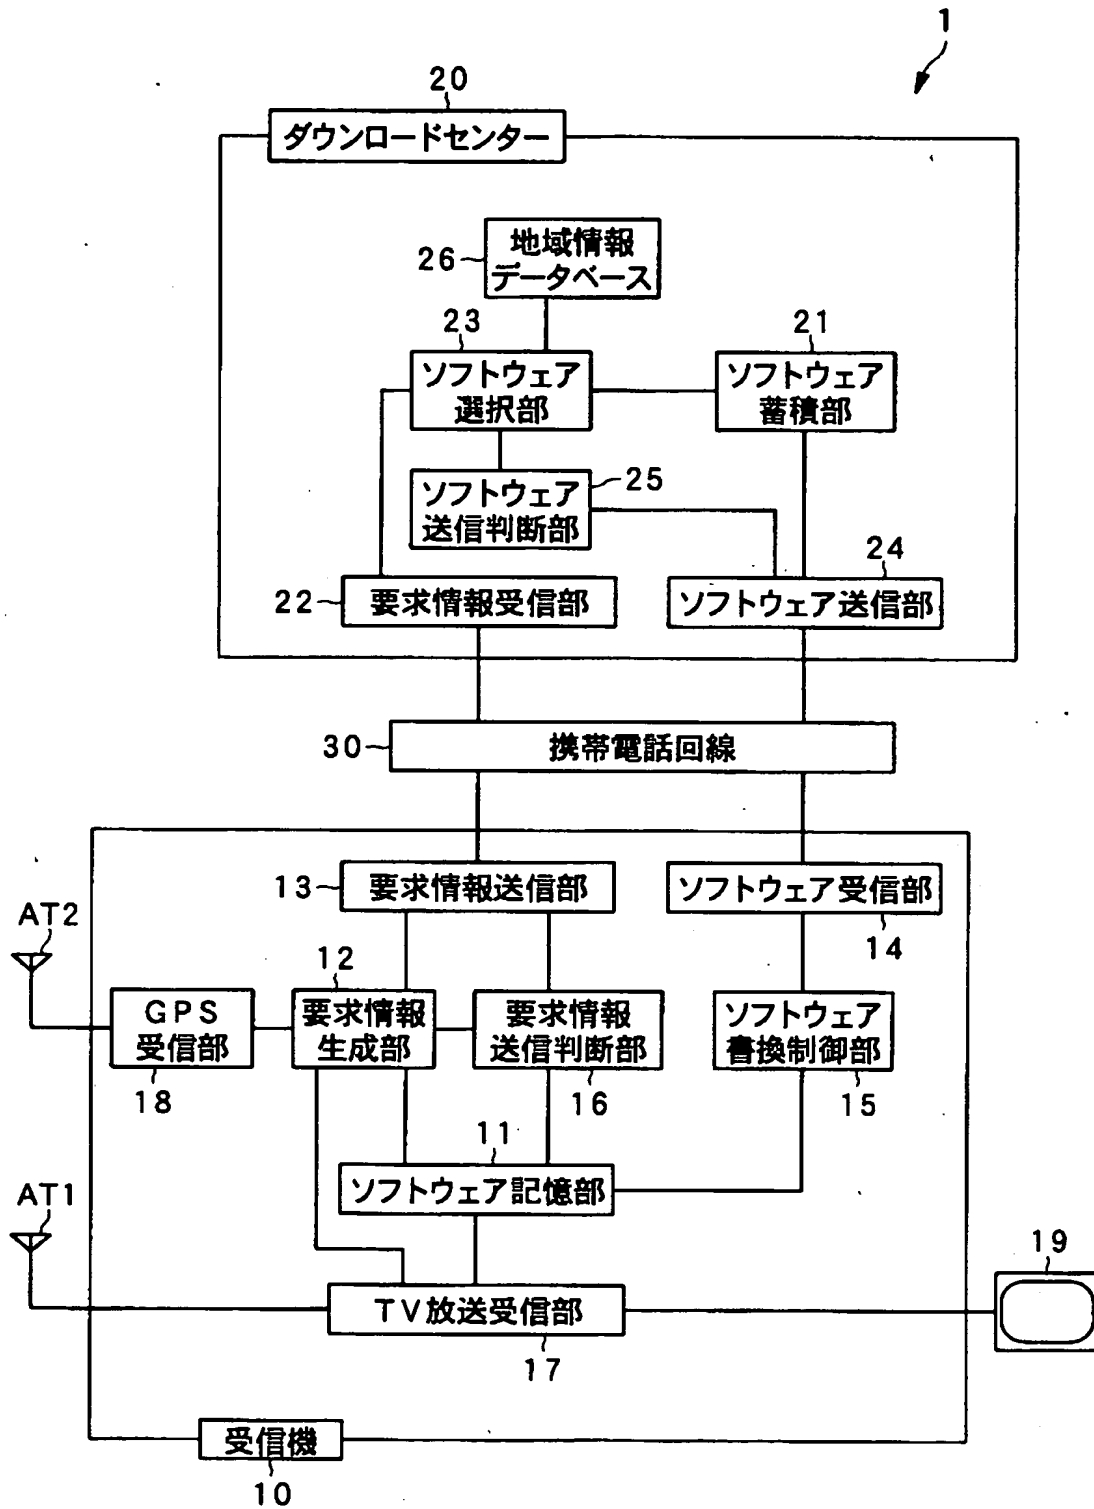 1
20
ダウンロードセンター
26
地域情報
データベース
23
21
ソフトウェア
選択部
ソフトウェア
蓄積部
25
ソフトウェア
送信判断部
24
22
要求情報受信部
ソフトウェア送信部
30
携帯電話回線
13
要求情報送信部
ソフトウェア受信部
14
AT2
12
GPS
受信部
18
要求情報
生成部
要求情報
送信判断部
16
ソフトウェア
書換制御部
15
11
ソフトウェア記憶部
AT1
TV放送受信部
17
19
受信機
10